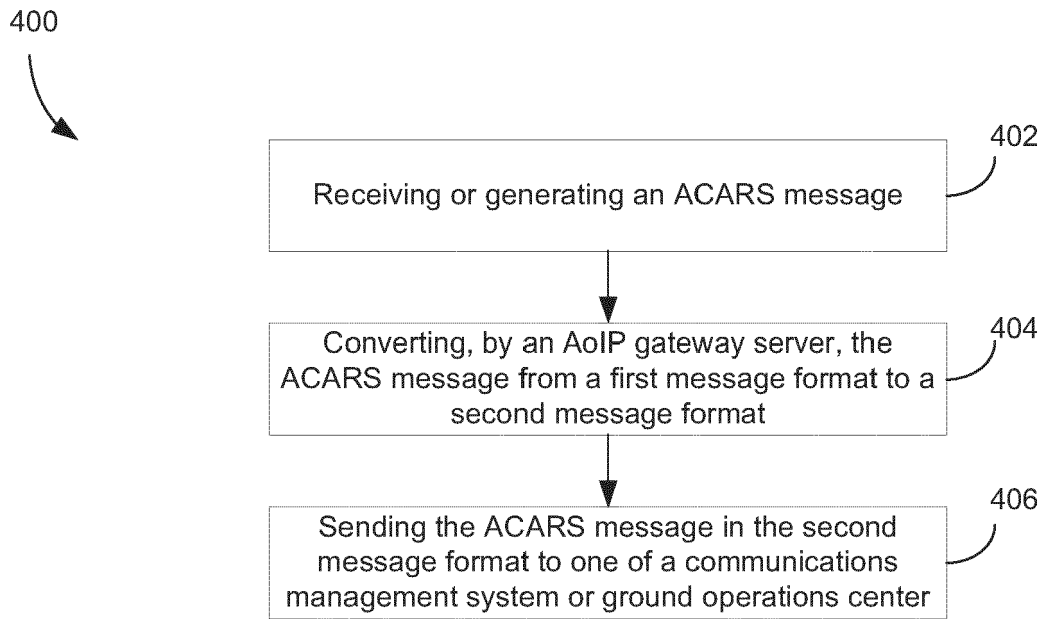 400
402
Receiving or generating an ACARS message
404
Converting, by an AoIP gateway server, the
ACARS message from a first message format to a
second message format
406
Sending the ACARS message in the second
message format to one of a communications
management system or ground operations center